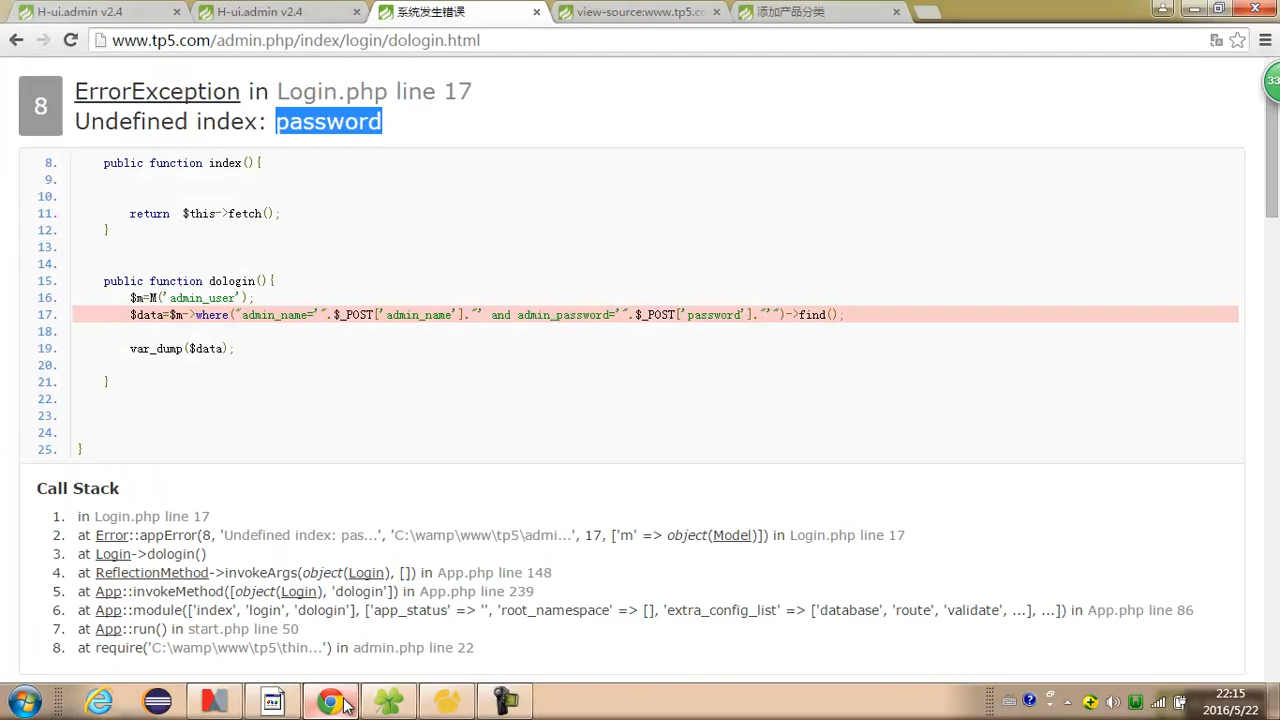 H-ui.admin v2.4
H-ui.admin v2.4
系统发生错误
view-source:www.tp5.c
添加产品分类
www.tp5.com/admin.php/index/login/dologin.html
33
8
ErrorException in Login.php line 17
Undefined index: password
8. public function index(){
9.
10.
11. return $this->fetch();
12. }
13.
14.
15. public function dologin(){
16. $m=M('admin_user');
17. $data=$m->where("admin_name='".$_POST['admin_name']."' and admin_password='".$_POST['password']."'")->find();
18.
19. var_dump($data);
20.
21. }
22.
23.
24.
25. }
Call Stack
1. in Login.php line 17
2. at Error::appError(8, 'Undefined index: pas...', 'C:\wamp\www\tp5\admi...', 17, ['m' => object(Model)]) in Login.php line 17
3. at Login->dologin()
4. at ReflectionMethod->invokeArgs(object(Login), []) in App.php line 148
5. at App::invokeMethod([object(Login), 'dologin']) in App.php line 239
6. at App::module(['index', 'login', 'dologin'], ['app_status' => '', 'root_namespace' => [], 'extra_config_list' => ['database', 'route', 'validate', ...], ...]) in App.php line 86
7. at App::run() in start.php line 50
8. at require('C:\wamp\www\tp5\thin...') in admin.php line 22
22:15
2016/5/22